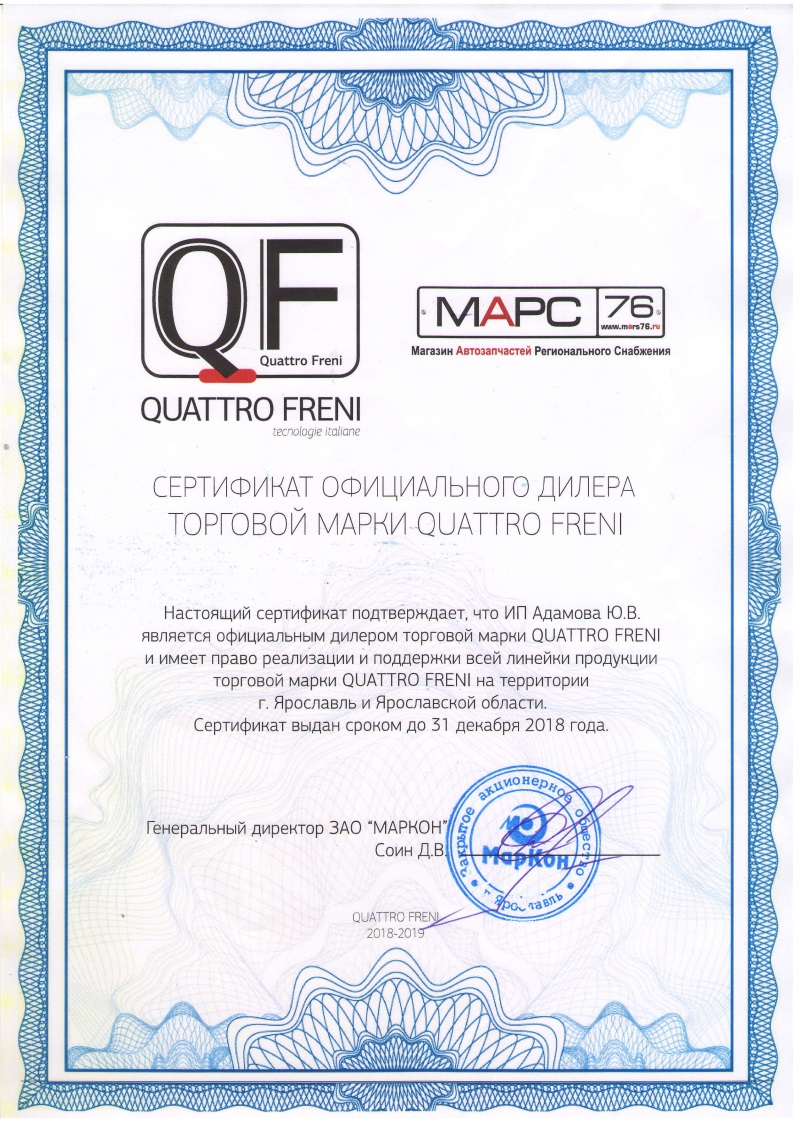 QF
Quattro Freni
QUATTRO FRENI
tecnologie italiane
МАРС 76
www.mars76.ru
Магазин Автозапчастей Регионального Снабжения
СЕРТИФИКАТ ОФИЦИАЛЬНОГО ДИЛЕРА
ТОРГОВОЙ МАРКИ QUATTRO FRENI
Настоящий сертификат подтверждает, что ИП Адамова Ю.В.
является официальным дилером торговой марки QUATTRO FRENI
и имеет право реализации и поддержки всей линейки продукции
торговой марки QUATTRO FRENI на территории
г. Ярославль и Ярославской области.
Сертификат выдан сроком до 31 декабря 2018 года.
Генеральный директор ЗАО “МАРКОН”
Соин Д.В.
Закрытое акционерное общество
МарКон
г. Ярославль
QUATTRO FRENI
2018-2019